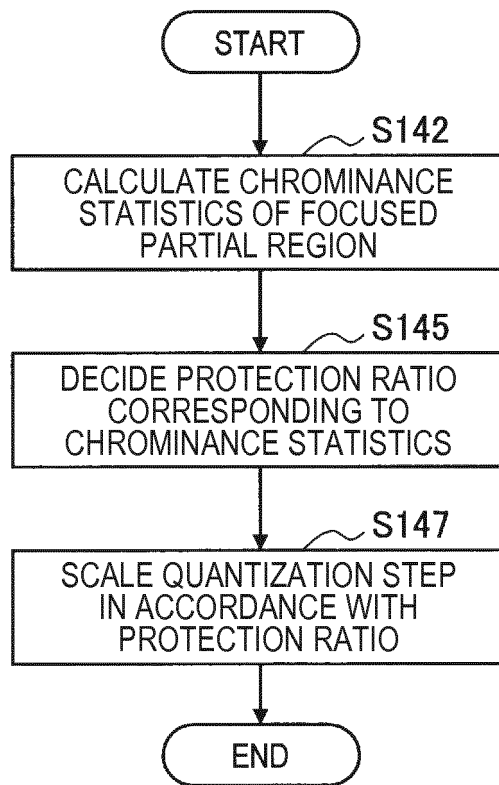 START
S142
CALCULATE CHROMINANCE
STATISTICS OF FOCUSED
PARTIAL REGION
S145
DECIDE PROTECTION RATIO
CORRESPONDING TO
CHROMINANCE STATISTICS
S147
SCALE QUANTIZATION STEP
IN ACCORDANCE WITH
PROTECTION RATIO
END